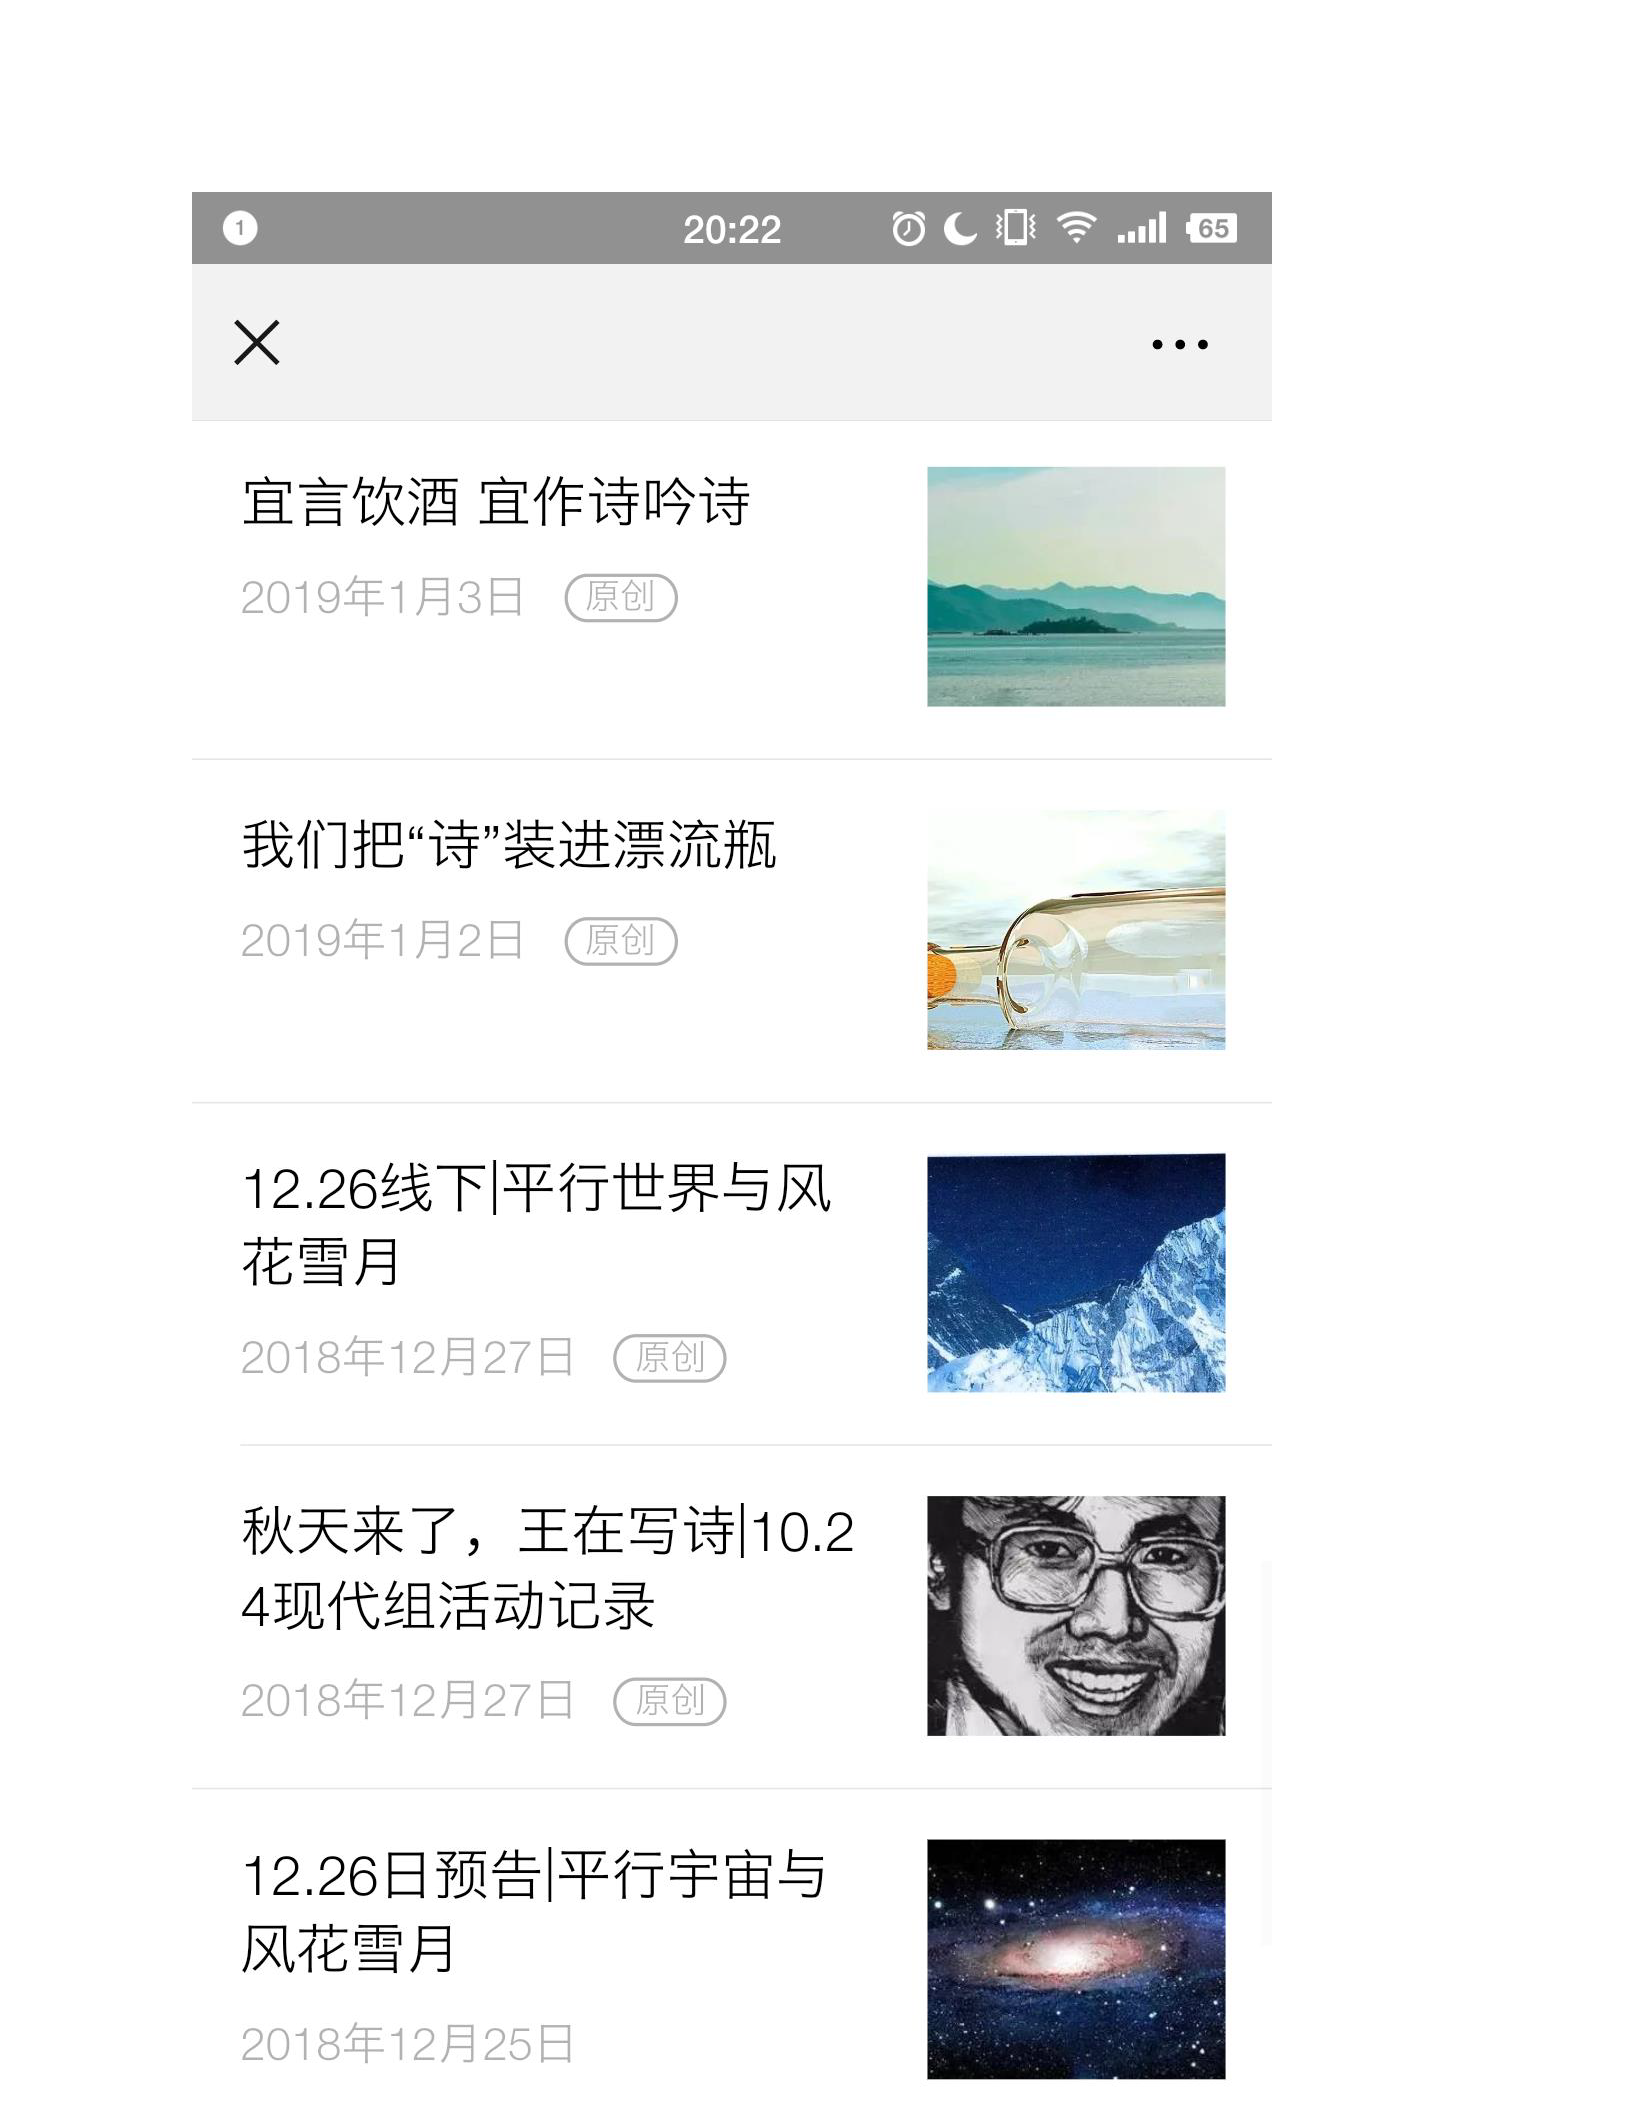 1
20:22
65
宜言饮酒 宜作诗吟诗
2019年1月3日 原创
我们把“诗”装进漂流瓶
2019年1月2日 原创
12.26线下|平行世界与风
花雪月
2018年12月27日 原创
秋天来了，王在写诗|10.2
4现代组活动记录
2018年12月27日 原创
12.26日预告|平行宇宙与
风花雪月
2018年12月25日